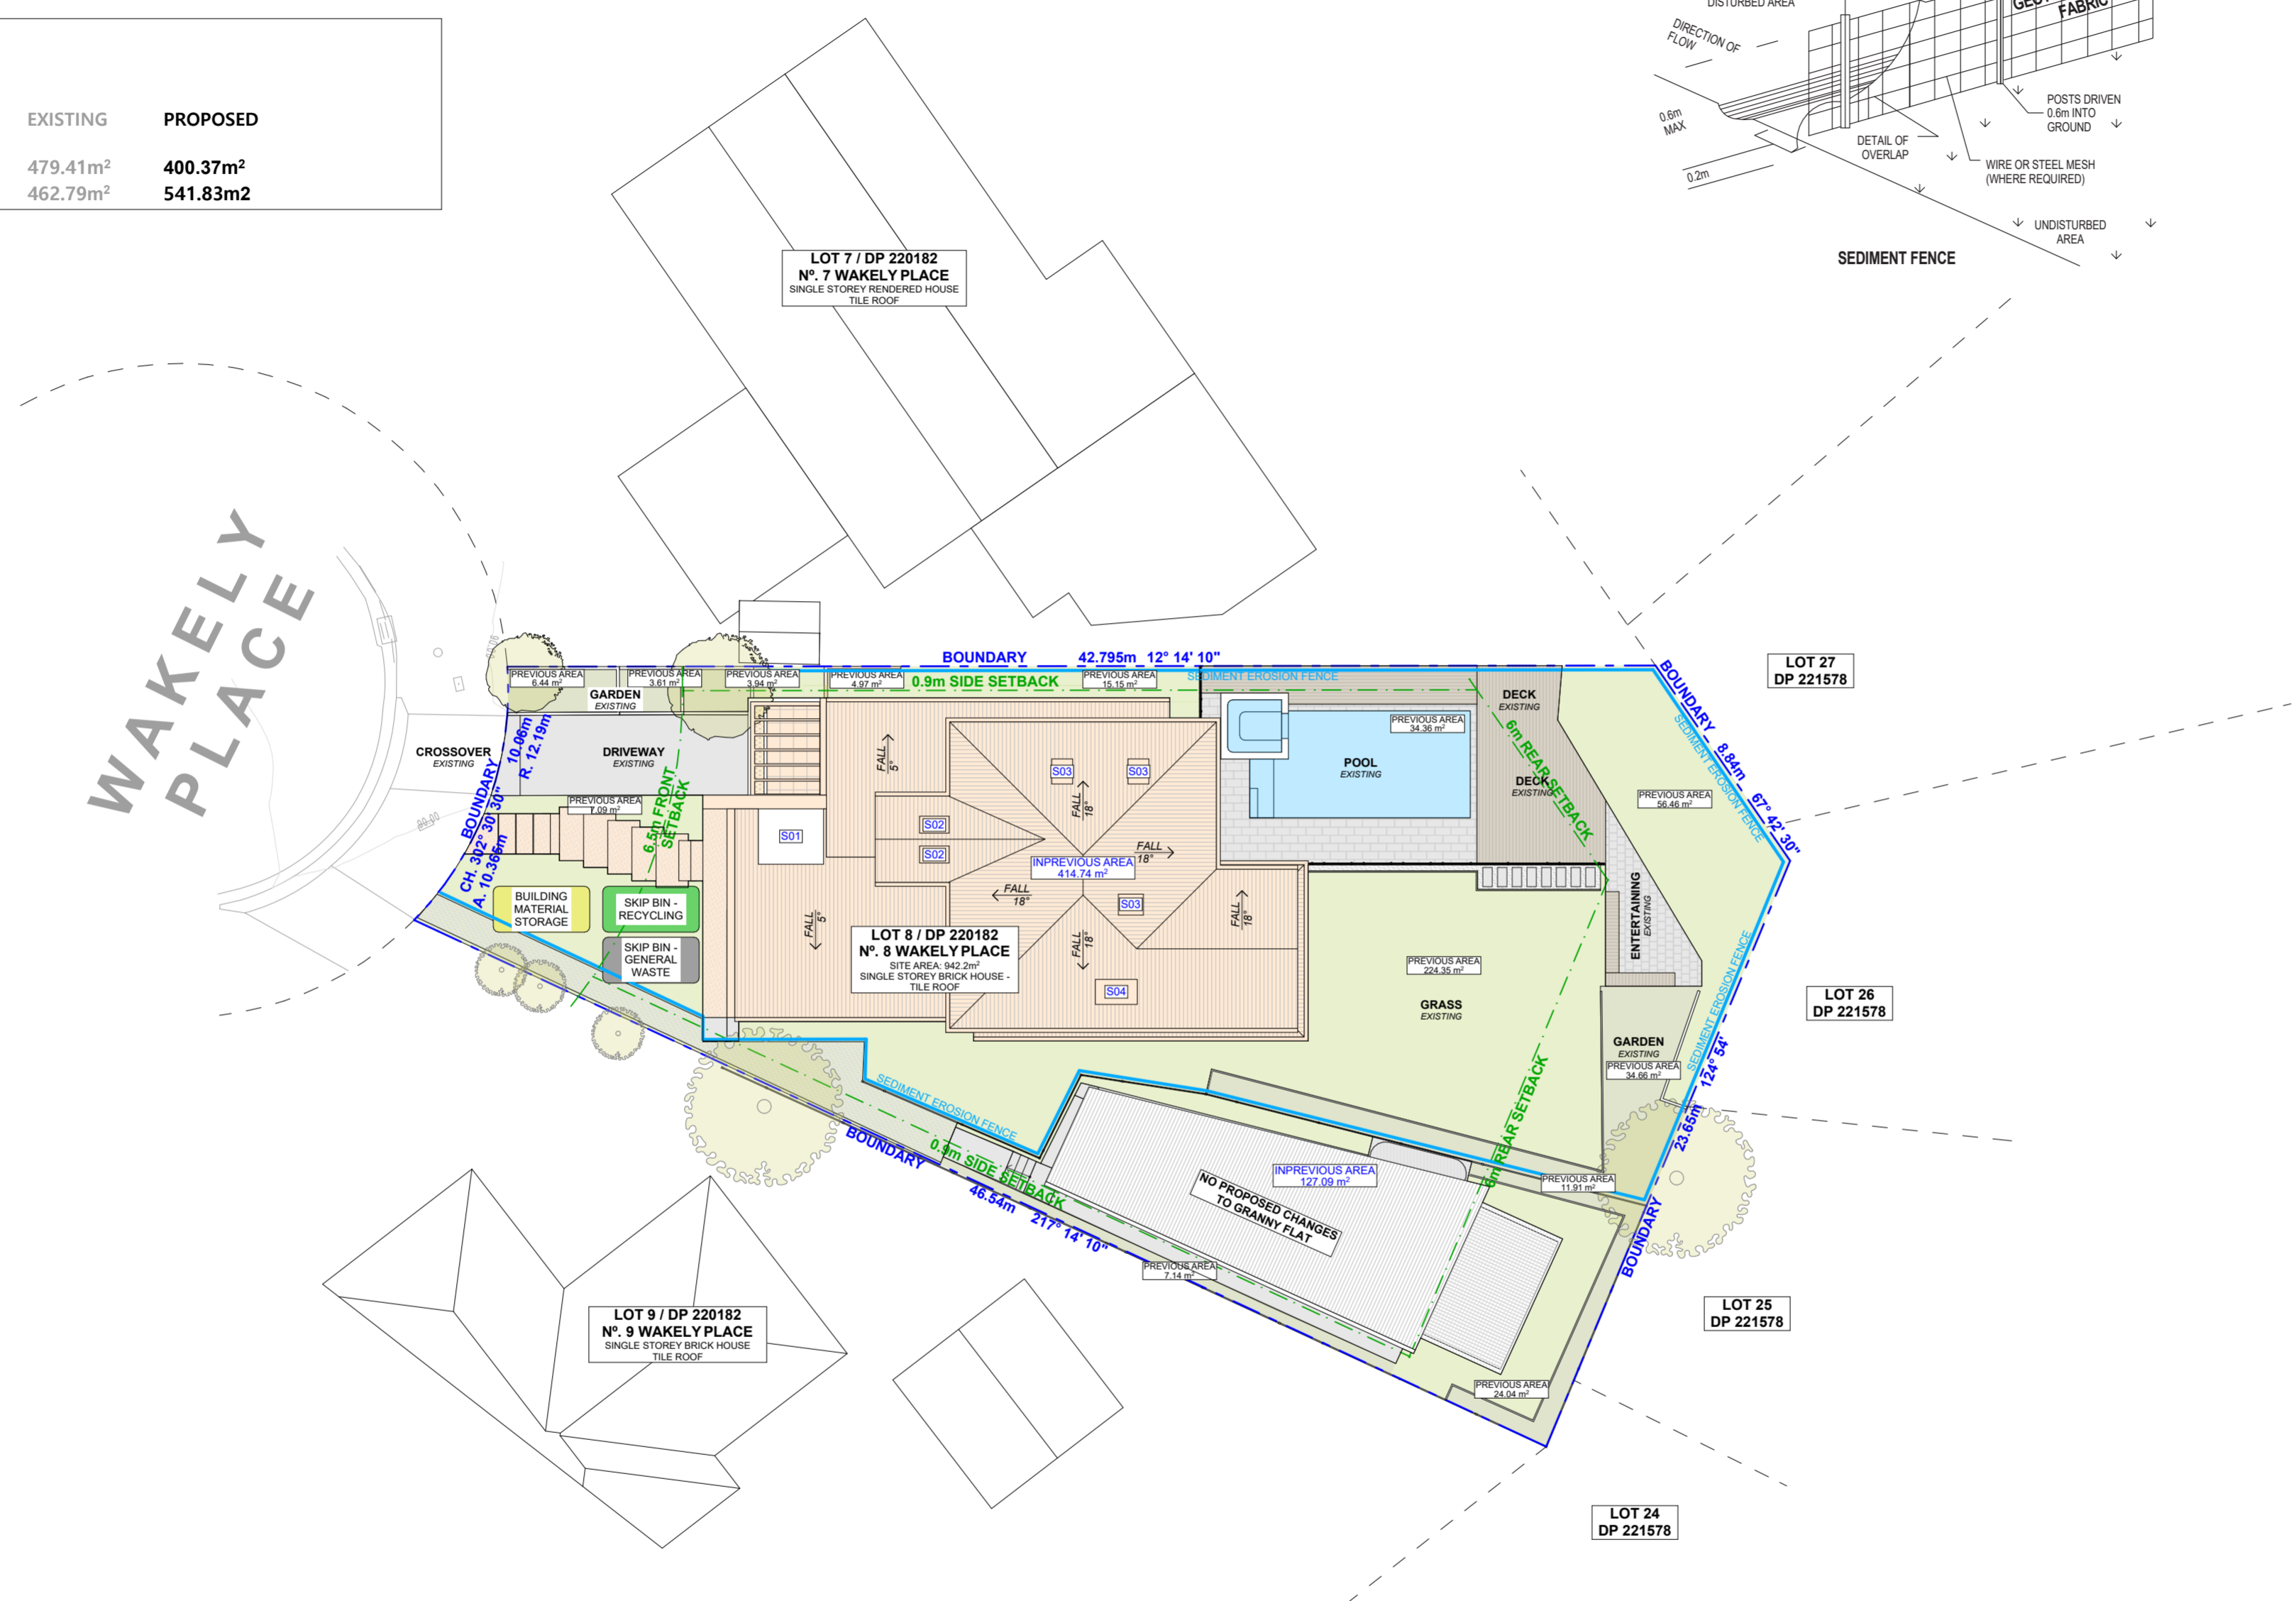 EXISTING PROPOSED
479.41m² 400.37m²
462.79m² 541.83m2
DISTURBED AREA
FABRIC
DIRECTION OF
FLOW
0.6m
MAX
0.2m
DETAIL OF
OVERLAP
POSTS DRIVEN
0.6m INTO
GROUND
WIRE OR STEEL MESH
(WHERE REQUIRED)
UNDISTURBED
AREA
SEDIMENT FENCE
LOT 7 / DP 220182
Nº. 7 WAKELY PLACE
SINGLE STOREY RENDERED HOUSE
TILE ROOF
WAKELY
PLACE
BOUNDARY 42.795m 12° 14' 10"
PREVIOUS AREA
6.44 m²
PREVIOUS AREA
3.61 m²
PREVIOUS AREA
3.94 m²
PREVIOUS AREA
4.97 m²
0.9m SIDE SETBACK
PREVIOUS AREA
15.15 m²
SEDIMENT EROSION FENCE
GARDEN
EXISTING
CROSSOVER
EXISTING
10.06m
R. 12.19m
DRIVEWAY
EXISTING
BOUNDARY
CH. 302° 30' 30"
A. 10.365m
PREVIOUS AREA
7.09 m²
6.5m FRONT
SETBACK
BUILDING
MATERIAL
STORAGE
SKIP BIN -
RECYCLING
SKIP BIN -
GENERAL
WASTE
S01
S02
S02
S03
S03
S03
S04
FALL
5°
FALL
5°
FALL
18°
FALL
18°
FALL
18°
FALL
18°
FALL
18°
INPREVIOUS AREA
414.74 m²
LOT 8 / DP 220182
Nº. 8 WAKELY PLACE
SITE AREA: 942.2m²
SINGLE STOREY BRICK HOUSE -
TILE ROOF
POOL
EXISTING
PREVIOUS AREA
34.36 m²
DECK
EXISTING
DECK
EXISTING
6m REAR SETBACK
PREVIOUS AREA
56.46 m²
BOUNDARY 8.84m 67° 42' 30"
SEDIMENT EROSION FENCE
LOT 27
DP 221578
ENTERTAINING
EXISTING
PREVIOUS AREA
224.35 m²
GRASS
EXISTING
SEDIMENT EROSION FENCE
LOT 26
DP 221578
GARDEN
EXISTING
PREVIOUS AREA
34.66 m²
23.65m 124° 54'
BOUNDARY
6m REAR SETBACK
SEDIMENT EROSION FENCE
0.9m SIDE SETBACK
BOUNDARY 46.54m 217° 14' 10"
INPREVIOUS AREA
127.09 m²
NO PROPOSED CHANGES
TO GRANNY FLAT
PREVIOUS AREA
11.91 m²
PREVIOUS AREA
7.14 m²
PREVIOUS AREA
24.04 m²
LOT 25
DP 221578
LOT 9 / DP 220182
Nº. 9 WAKELY PLACE
SINGLE STOREY BRICK HOUSE
TILE ROOF
LOT 24
DP 221578